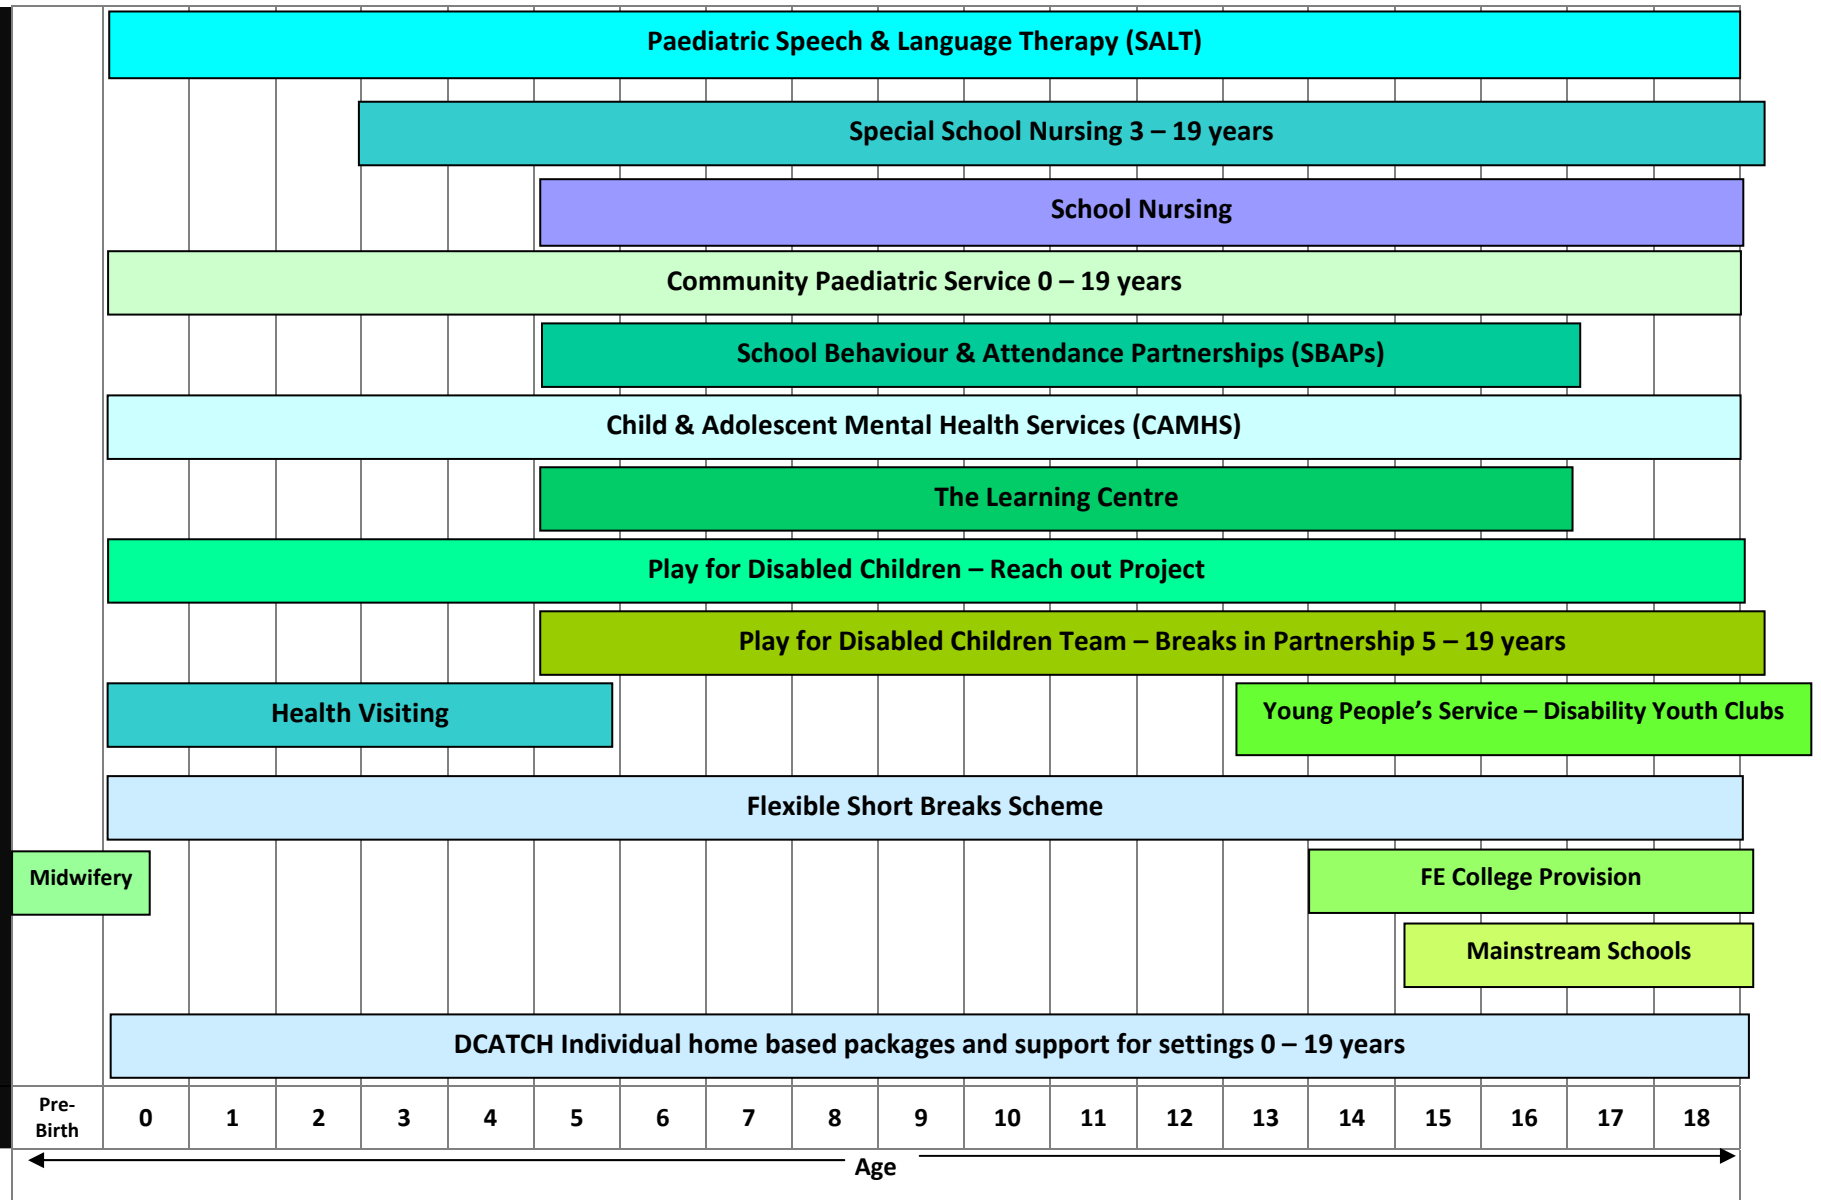 Paediatric Speech & Language Therapy (SALT)
Special School Nursing 3 – 19 years
School Nursing
Community Paediatric Service 0 – 19 years
School Behaviour & Attendance Partnerships (SBAPs)
Child & Adolescent Mental Health Services (CAMHS)
The Learning Centre
Play for Disabled Children – Reach out Project
Play for Disabled Children Team – Breaks in Partnership 5 – 19 years
Health Visiting
Young People's Service – Disability Youth Clubs
Flexible Short Breaks Scheme
Midwifery
FE College Provision
Mainstream Schools
DCATCH Individual home based packages and support for settings 0 – 19 years
Pre-
Birth
0 1 2 3 4 5 6 7 8 9 10 11 12 13 14 15 16 17 18
Age